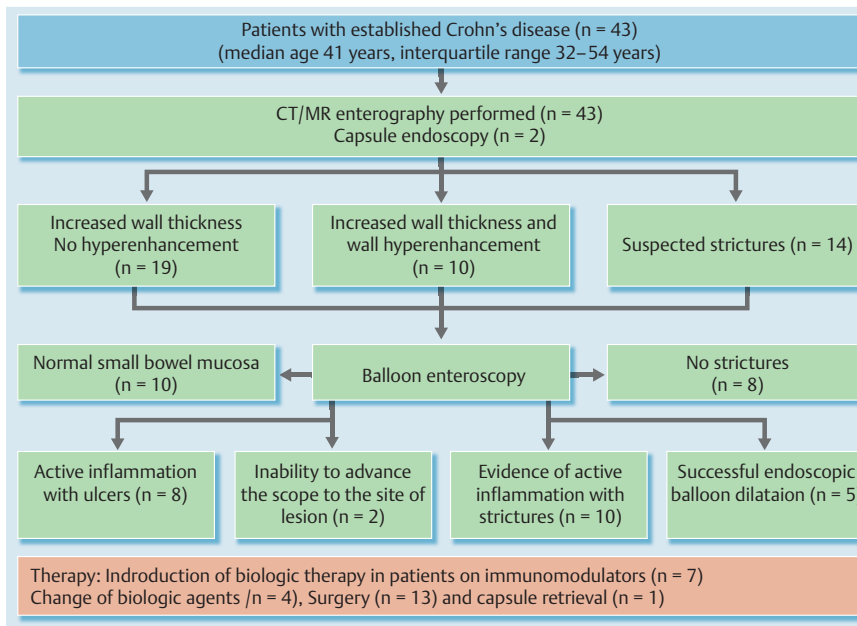 Patients with established Crohn’s disease (n = 43)
(median age 41 years, interquartile range 32–54 years)
CT/MR enterography performed (n = 43)
Capsule endoscopy (n = 2)
Increased wall thickness
No hyperenhancement
(n = 19)
Increased wall thickness and
wall hyperenhancement
(n = 10)
Suspected strictures (n = 14)
Normal small bowel mucosa
(n = 10)
Balloon enteroscopy
No strictures
(n = 8)
Active inflammation
with ulcers (n = 8)
Inability to advance
the scope to the site of
lesion (n = 2)
Evidence of active
inflammation with
strictures (n = 10)
Successful endoscopic
balloon dilataion (n = 5
Therapy: Indroduction of biologic therapy in patients on immunomodulators (n = 7)
Change of biologic agents /n = 4), Surgery (n = 13) and capsule retrieval (n = 1)